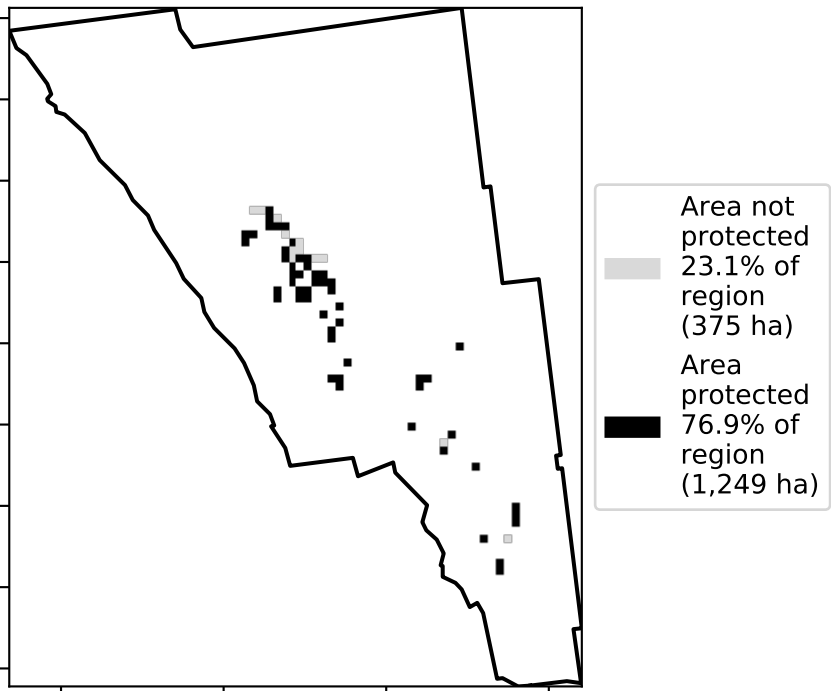 Area not
protected
23.1% of
region
(375 ha)
Area
protected
76.9% of
region
(1,249 ha)